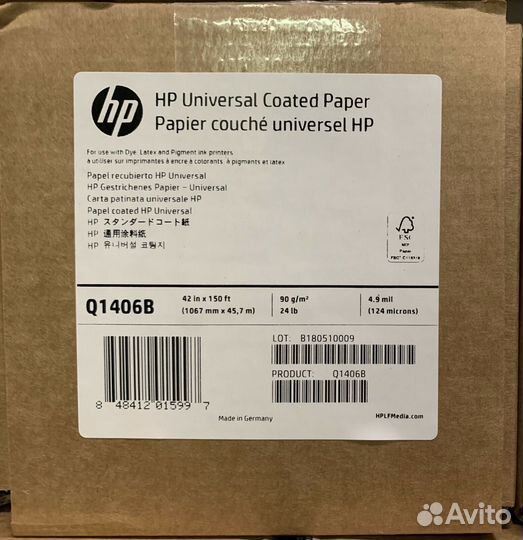 hp
HP Universal Coated Paper
Papier couché universel HP
For use with Dye, Latex and Pigment ink printers
à utiliser sur imprimantes à encre à colorants, à pigments et latex
Papel recubierto HP Universal
HP Gestrichenes Papier – Universal
Carta patinata universale HP
Papel coated HP Universal
HP スタンダードコート紙
HP 通用涂料纸
HP 유니버설 코팅지
FSC
MIX
Paper
Q1406B
42 in x 150 ft
(1067 mm x 45,7 m)
90 g/m²
24 lb
4.9 mil
(124 microns)
LOT: B180510009
PRODUCT: Q1406B
8 48412 01599 7
Made in Germany
HPLFMedia.com
Avito